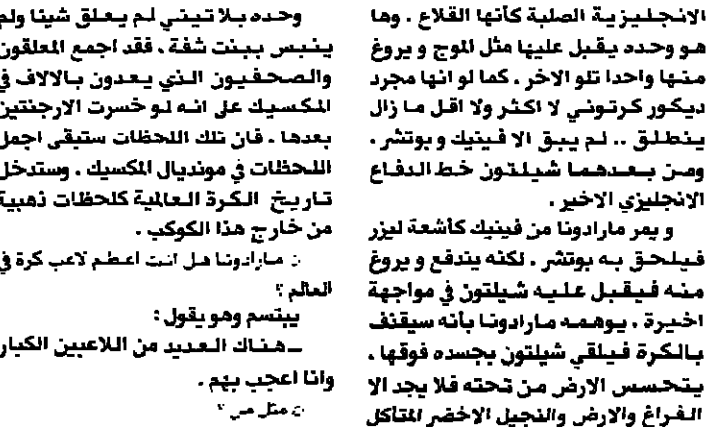 الانجليزية الصلبة كأنها القلاع . وها
هو وحده يقبل عليها مثل الموج و يروغ
منها واحدا تلو الاخر . كما لو انها مجرد
ديكور كرتوني لا اكثر ولا اقل ما زال
ينطلق .. لم يبق الا فينيك و بوتشر .
ومن بعدهما شيلتون خط الدفاع
الانجليزي الاخير .
و يمر مارادونا من فينيك كأشعة ليزر
فيلحق به بوتشر . لكنه يندفع و يروغ
منه فيقبل عليه شيلتون في مواجهة
اخيرة . يوهمه مارادونا بأنه سيقذف
بالكرة فيلقي شيلتون بجسده فوقها .
يتحسس الارض من تحته فلا يجد الا
الفراغ والارض والنجيل الاخضر المتآكل
وحده بلاتيني لم يعلق شيئا ولم
ينبس ببنت شفة . فقد اجمع المعلقون
والصحفيون الذي يعدون بالالاف في
المكسيك على انه لو خسرت الارجنتين
بعدها . فان تلك اللحظات ستبقى اجمل
اللحظات في مونديال المكسيك . وستدخل
تاريخ الكرة العالمية كلحظات ذهبية
من خارج هذا الكوكب .
ن مارادونا هل انت اعظم لاعب كرة في
العالم ؟
يبتسم وهو يقول :
ــ هناك العديد من اللاعبين الكبار
وانا اعجب بهم .
ن مثل من ؟